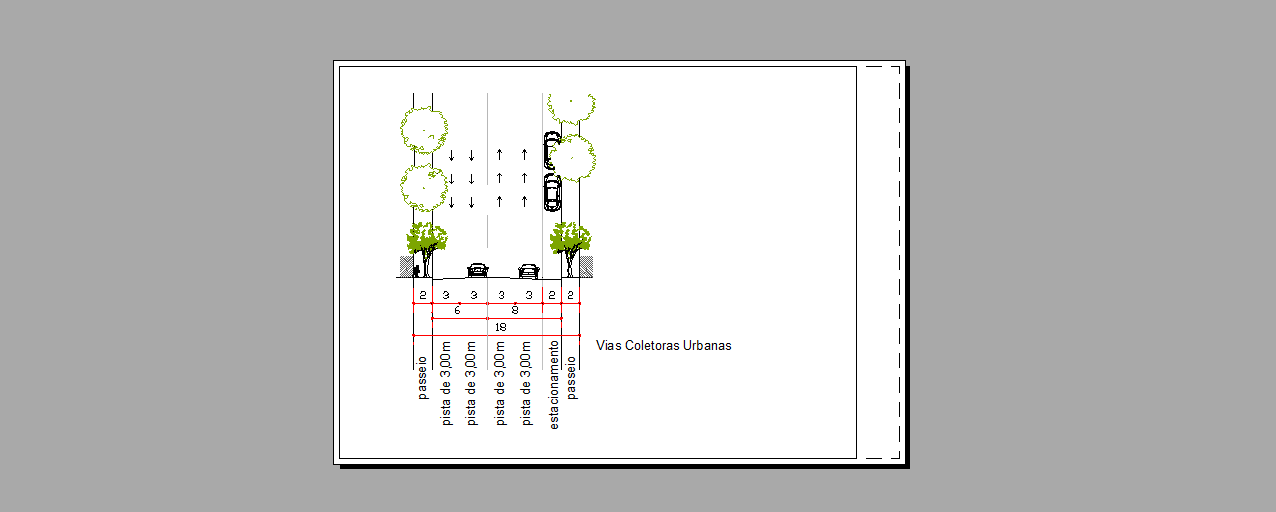 2 3 3 3 3 2 2
6 8
18
Vias Coletoras Urbanas
passeio
pista de 3,00m
pista de 3,00m
pista de 3,00m
pista de 3,00m
estacionamento
passeio